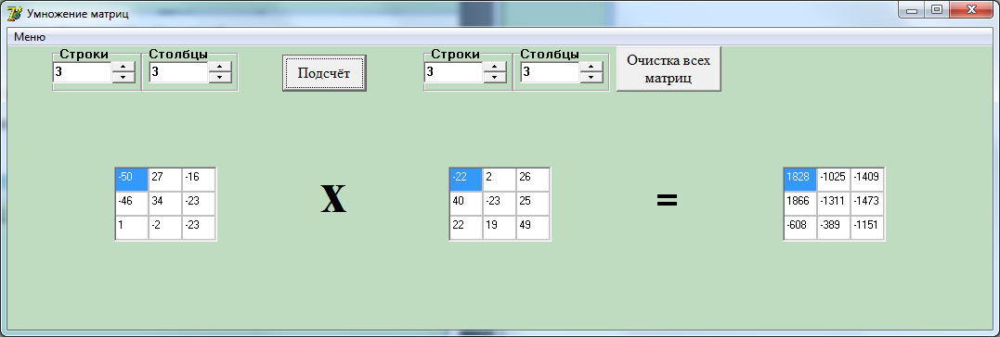 Умножение матриц
Меню
Строки Столбцы Строки Столбцы
3 3 Подсчёт 3 3 Очистка всех
матриц
-50 27 -16 X -22 2 26 = 1828 -1025 -1409
-46 34 -23 40 -23 25 1866 -1311 -1473
1 -2 -23 22 19 49 -608 -389 -1151